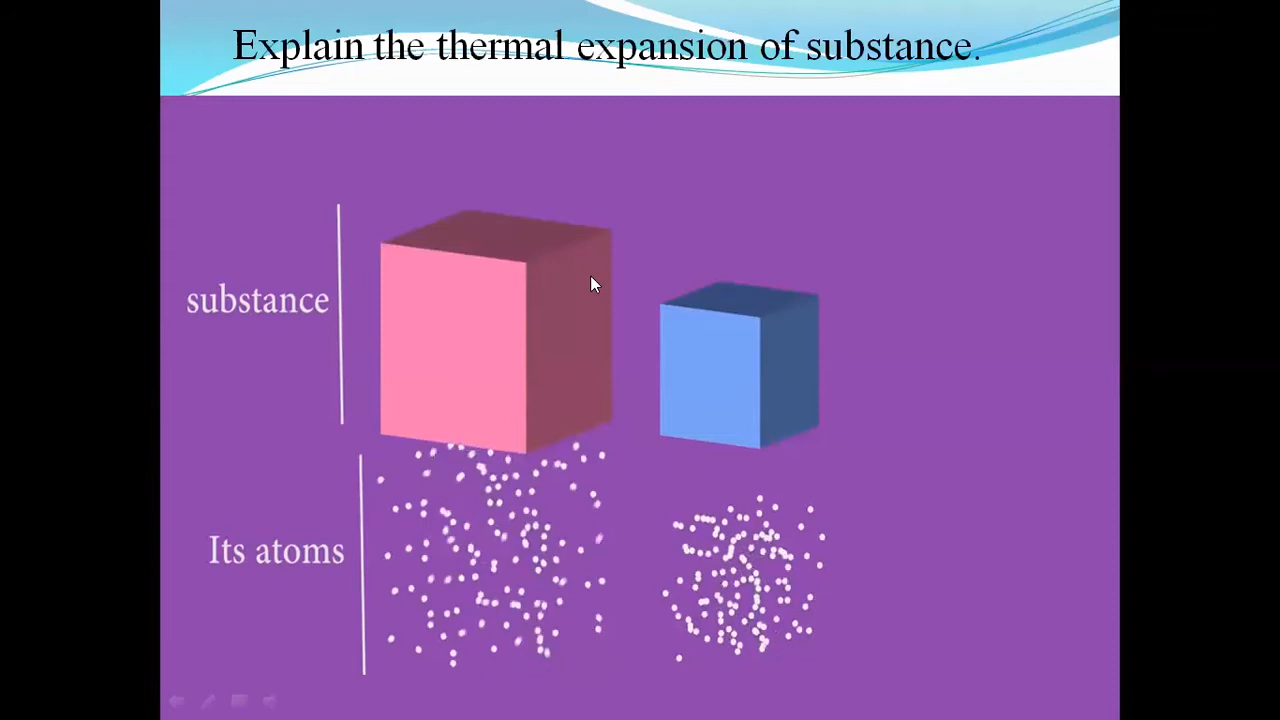 Explain the thermal expansion of substance.
substance
Its atoms